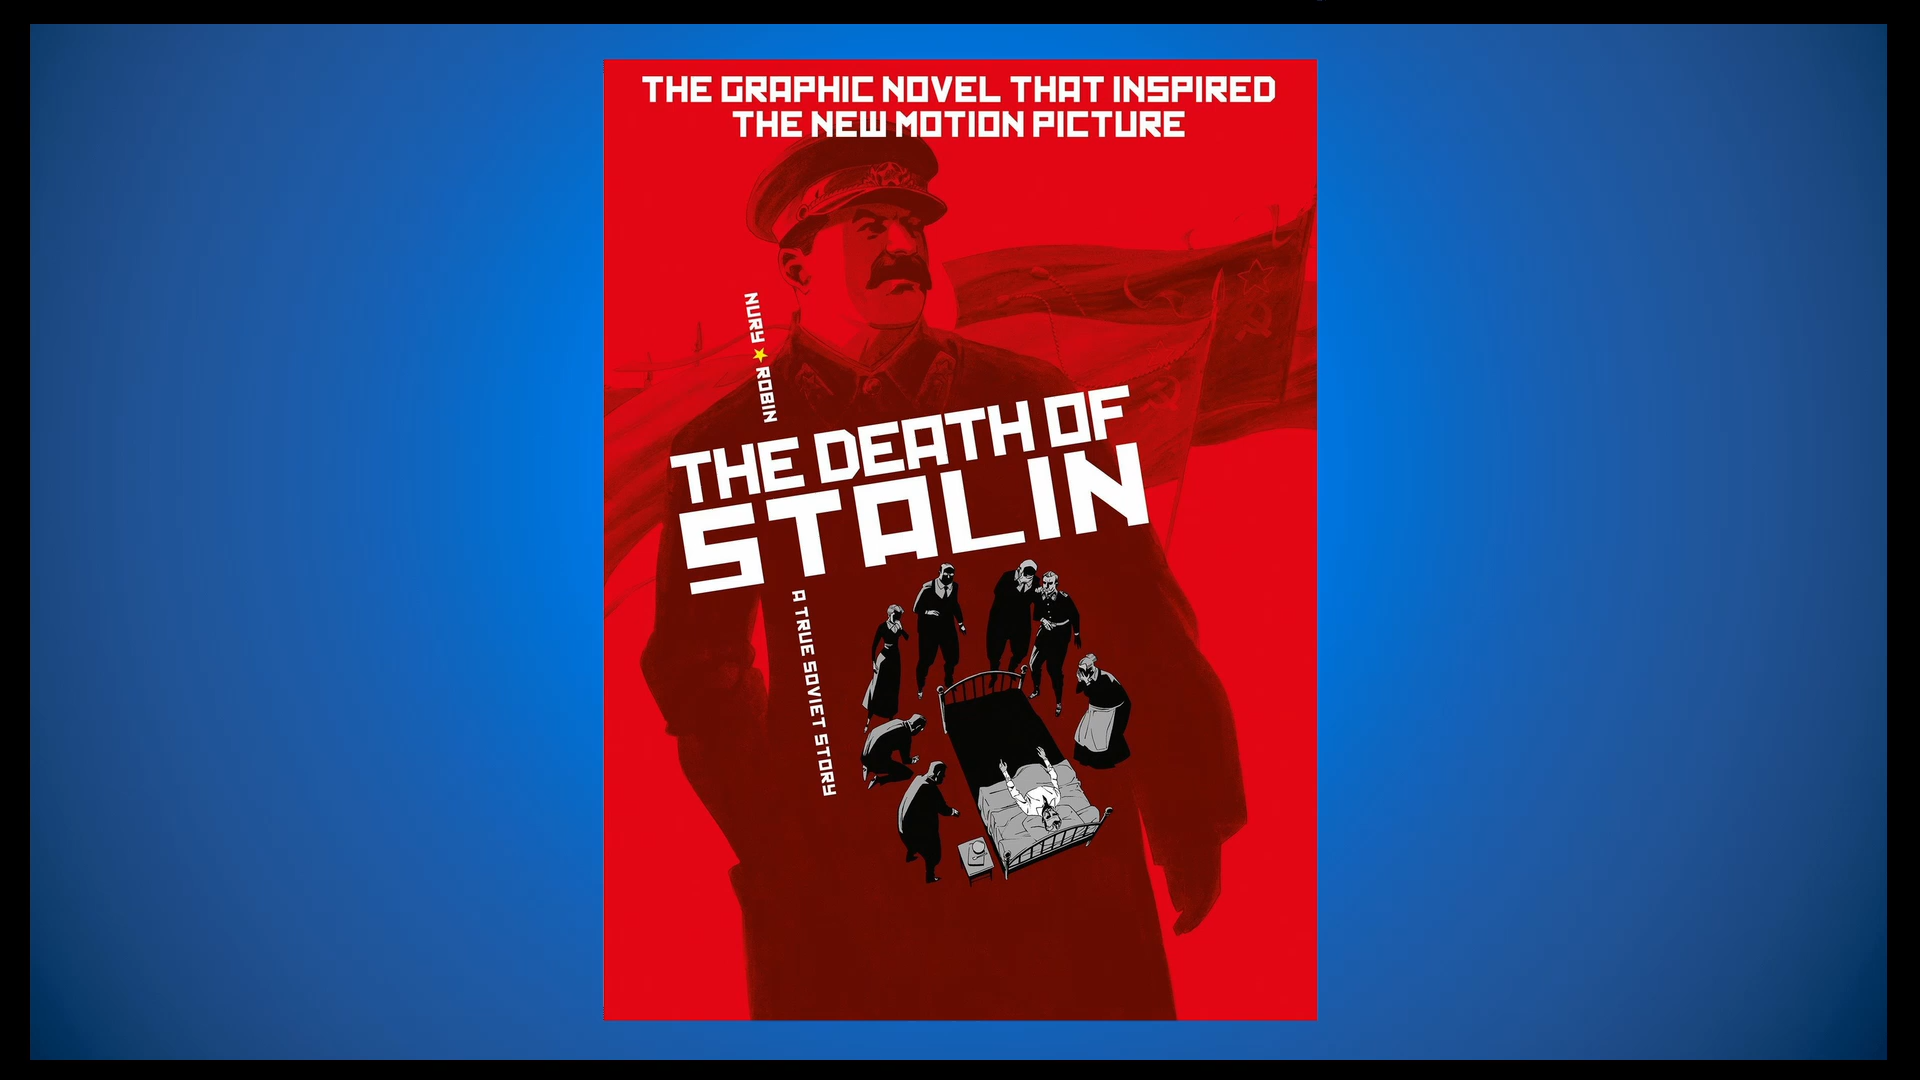 THE GRAPHIC NOVEL THAT INSPIRED
THE NEW MOTION PICTURE
NURY ★ ROBIN
THE DEATH OF
STALIN
A TRUE SOVIET STORY